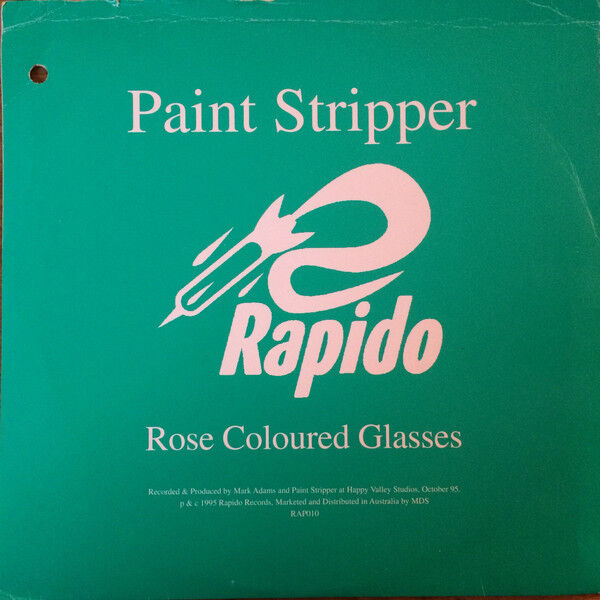 Paint Stripper
Rapido
Rose Coloured Glasses
Recorded & Produced by Mark Adams and Paint Stripper at Happy Valley Studios, October 95.
p & c 1995 Rapido Records, Marketed and Distributed in Australia by MDS
RAP010